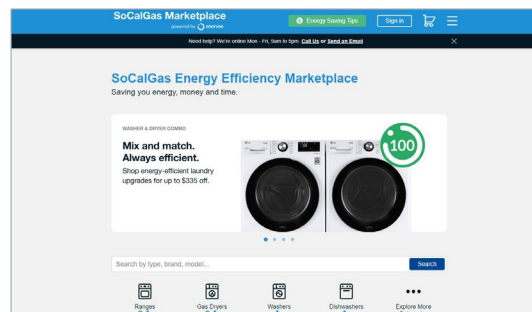 SoCalGas Marketplace
powered by enervee
Energy Saving Tips
Sign in
Need help? We're online Mon - Fri, 9am to 5pm. Call Us or Send an Email
SoCalGas Energy Efficiency Marketplace
Saving you energy, money and time.
WASHER & DRYER COMBO
Mix and match.
Always efficient.
Shop energy-efficient laundry
upgrades for up to $335 off.
100
Search by type, brand, model...
Search
Ranges
Gas Dryers
Washers
Dishwashers
Explore More